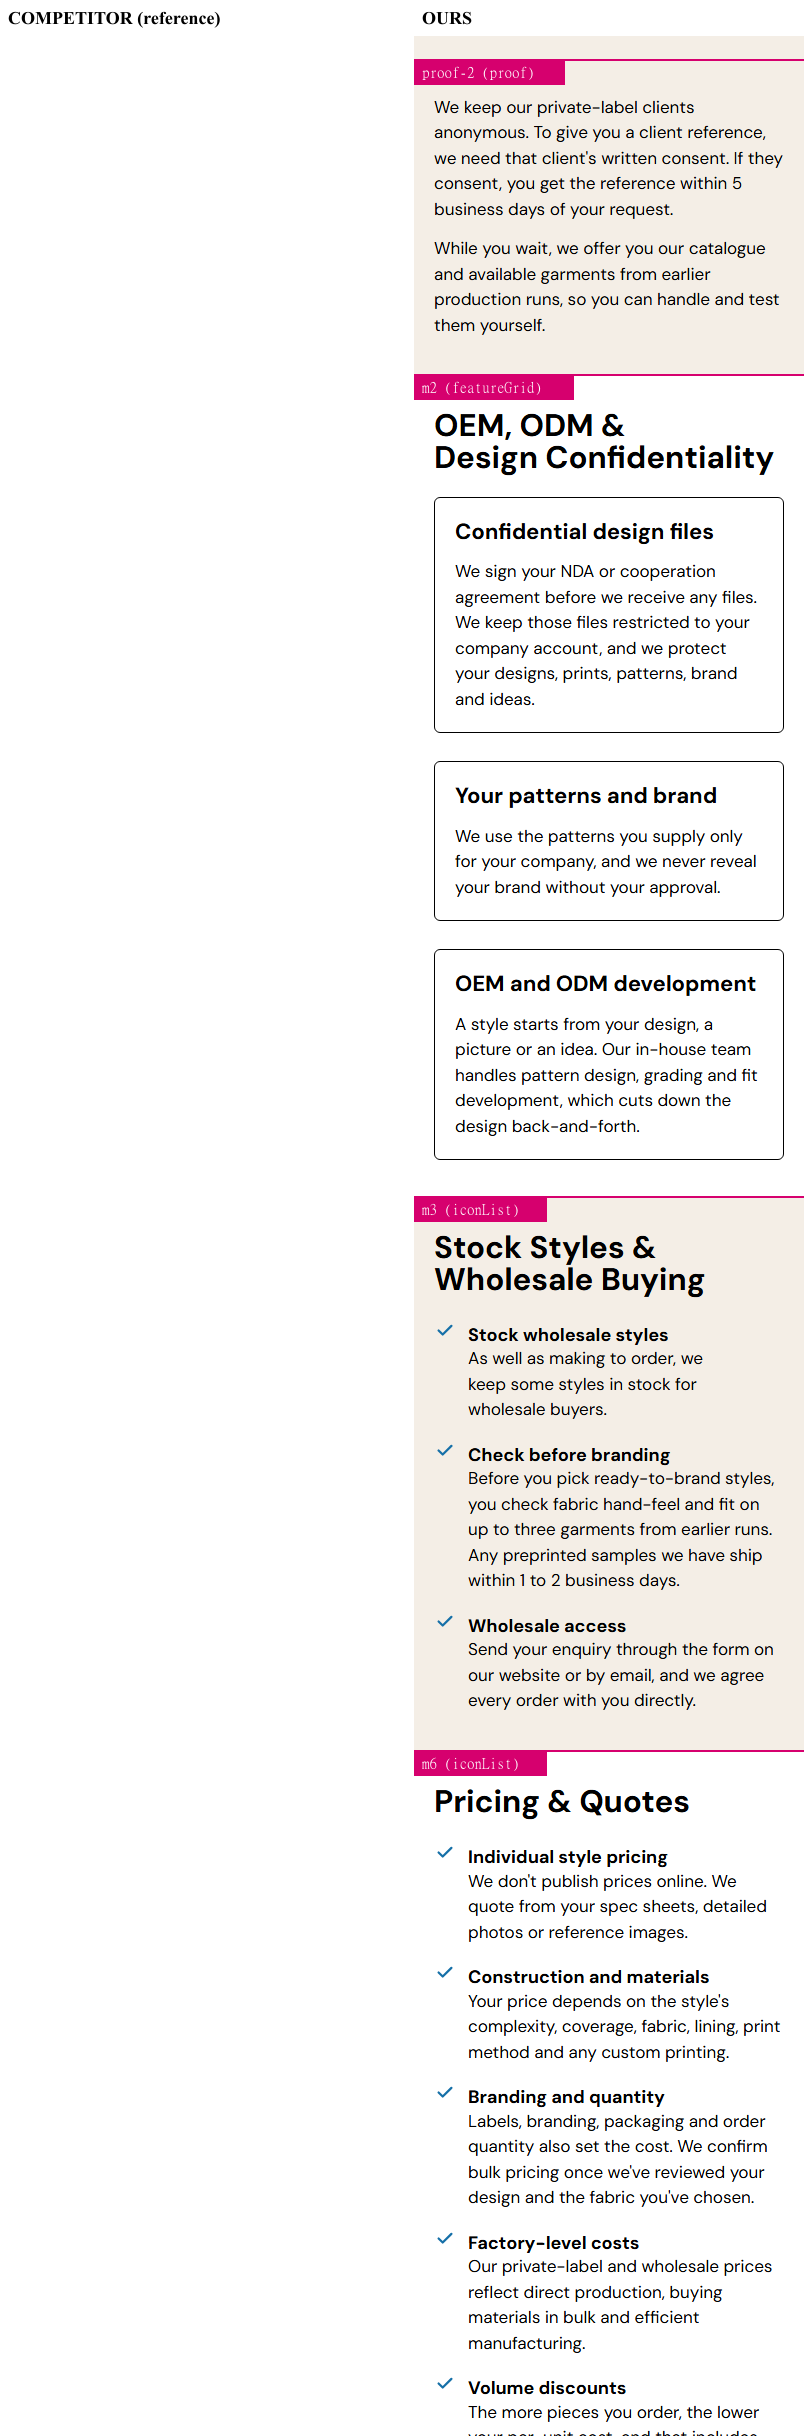 COMPETITOR (reference)
OURS
proof-2 (proof)
We keep our private-label clients
anonymous. To give you a client reference,
we need that client's written consent. If they
consent, you get the reference within 5
business days of your request.
While you wait, we offer you our catalogue
and available garments from earlier
production runs, so you can handle and test
them yourself.
m2 (featureGrid)
OEM, ODM &
Design Confidentiality
Confidential design files
We sign your NDA or cooperation
agreement before we receive any files.
We keep those files restricted to your
company account, and we protect
your designs, prints, patterns, brand
and ideas.
Your patterns and brand
We use the patterns you supply only
for your company, and we never reveal
your brand without your approval.
OEM and ODM development
A style starts from your design, a
picture or an idea. Our in-house team
handles pattern design, grading and fit
development, which cuts down the
design back-and-forth.
m3 (iconList)
Stock Styles &
Wholesale Buying
Stock wholesale styles
As well as making to order, we
keep some styles in stock for
wholesale buyers.
Check before branding
Before you pick ready-to-brand styles,
you check fabric hand-feel and fit on
up to three garments from earlier runs.
Any preprinted samples we have ship
within 1 to 2 business days.
Wholesale access
Send your enquiry through the form on
our website or by email, and we agree
every order with you directly.
m6 (iconList)
Pricing & Quotes
Individual style pricing
We don't publish prices online. We
quote from your spec sheets, detailed
photos or reference images.
Construction and materials
Your price depends on the style's
complexity, coverage, fabric, lining, print
method and any custom printing.
Branding and quantity
Labels, branding, packaging and order
quantity also set the cost. We confirm
bulk pricing once we've reviewed your
design and the fabric you've chosen.
Factory-level costs
Our private-label and wholesale prices
reflect direct production, buying
materials in bulk and efficient
manufacturing.
Volume discounts
The more pieces you order, the lower
your per-unit cost, and that includes